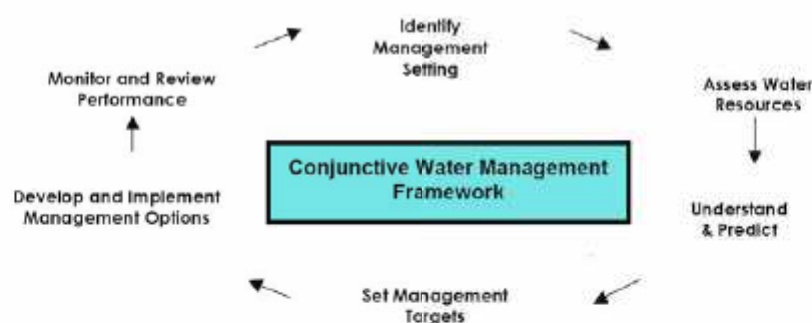 Identify
Management
Setting
Assess Water
Resources
Understand
& Predict
Set Management
Targets
Develop and Implement
Management Options
Monitor and Review
Performance
Conjunctive Water Management
Framework